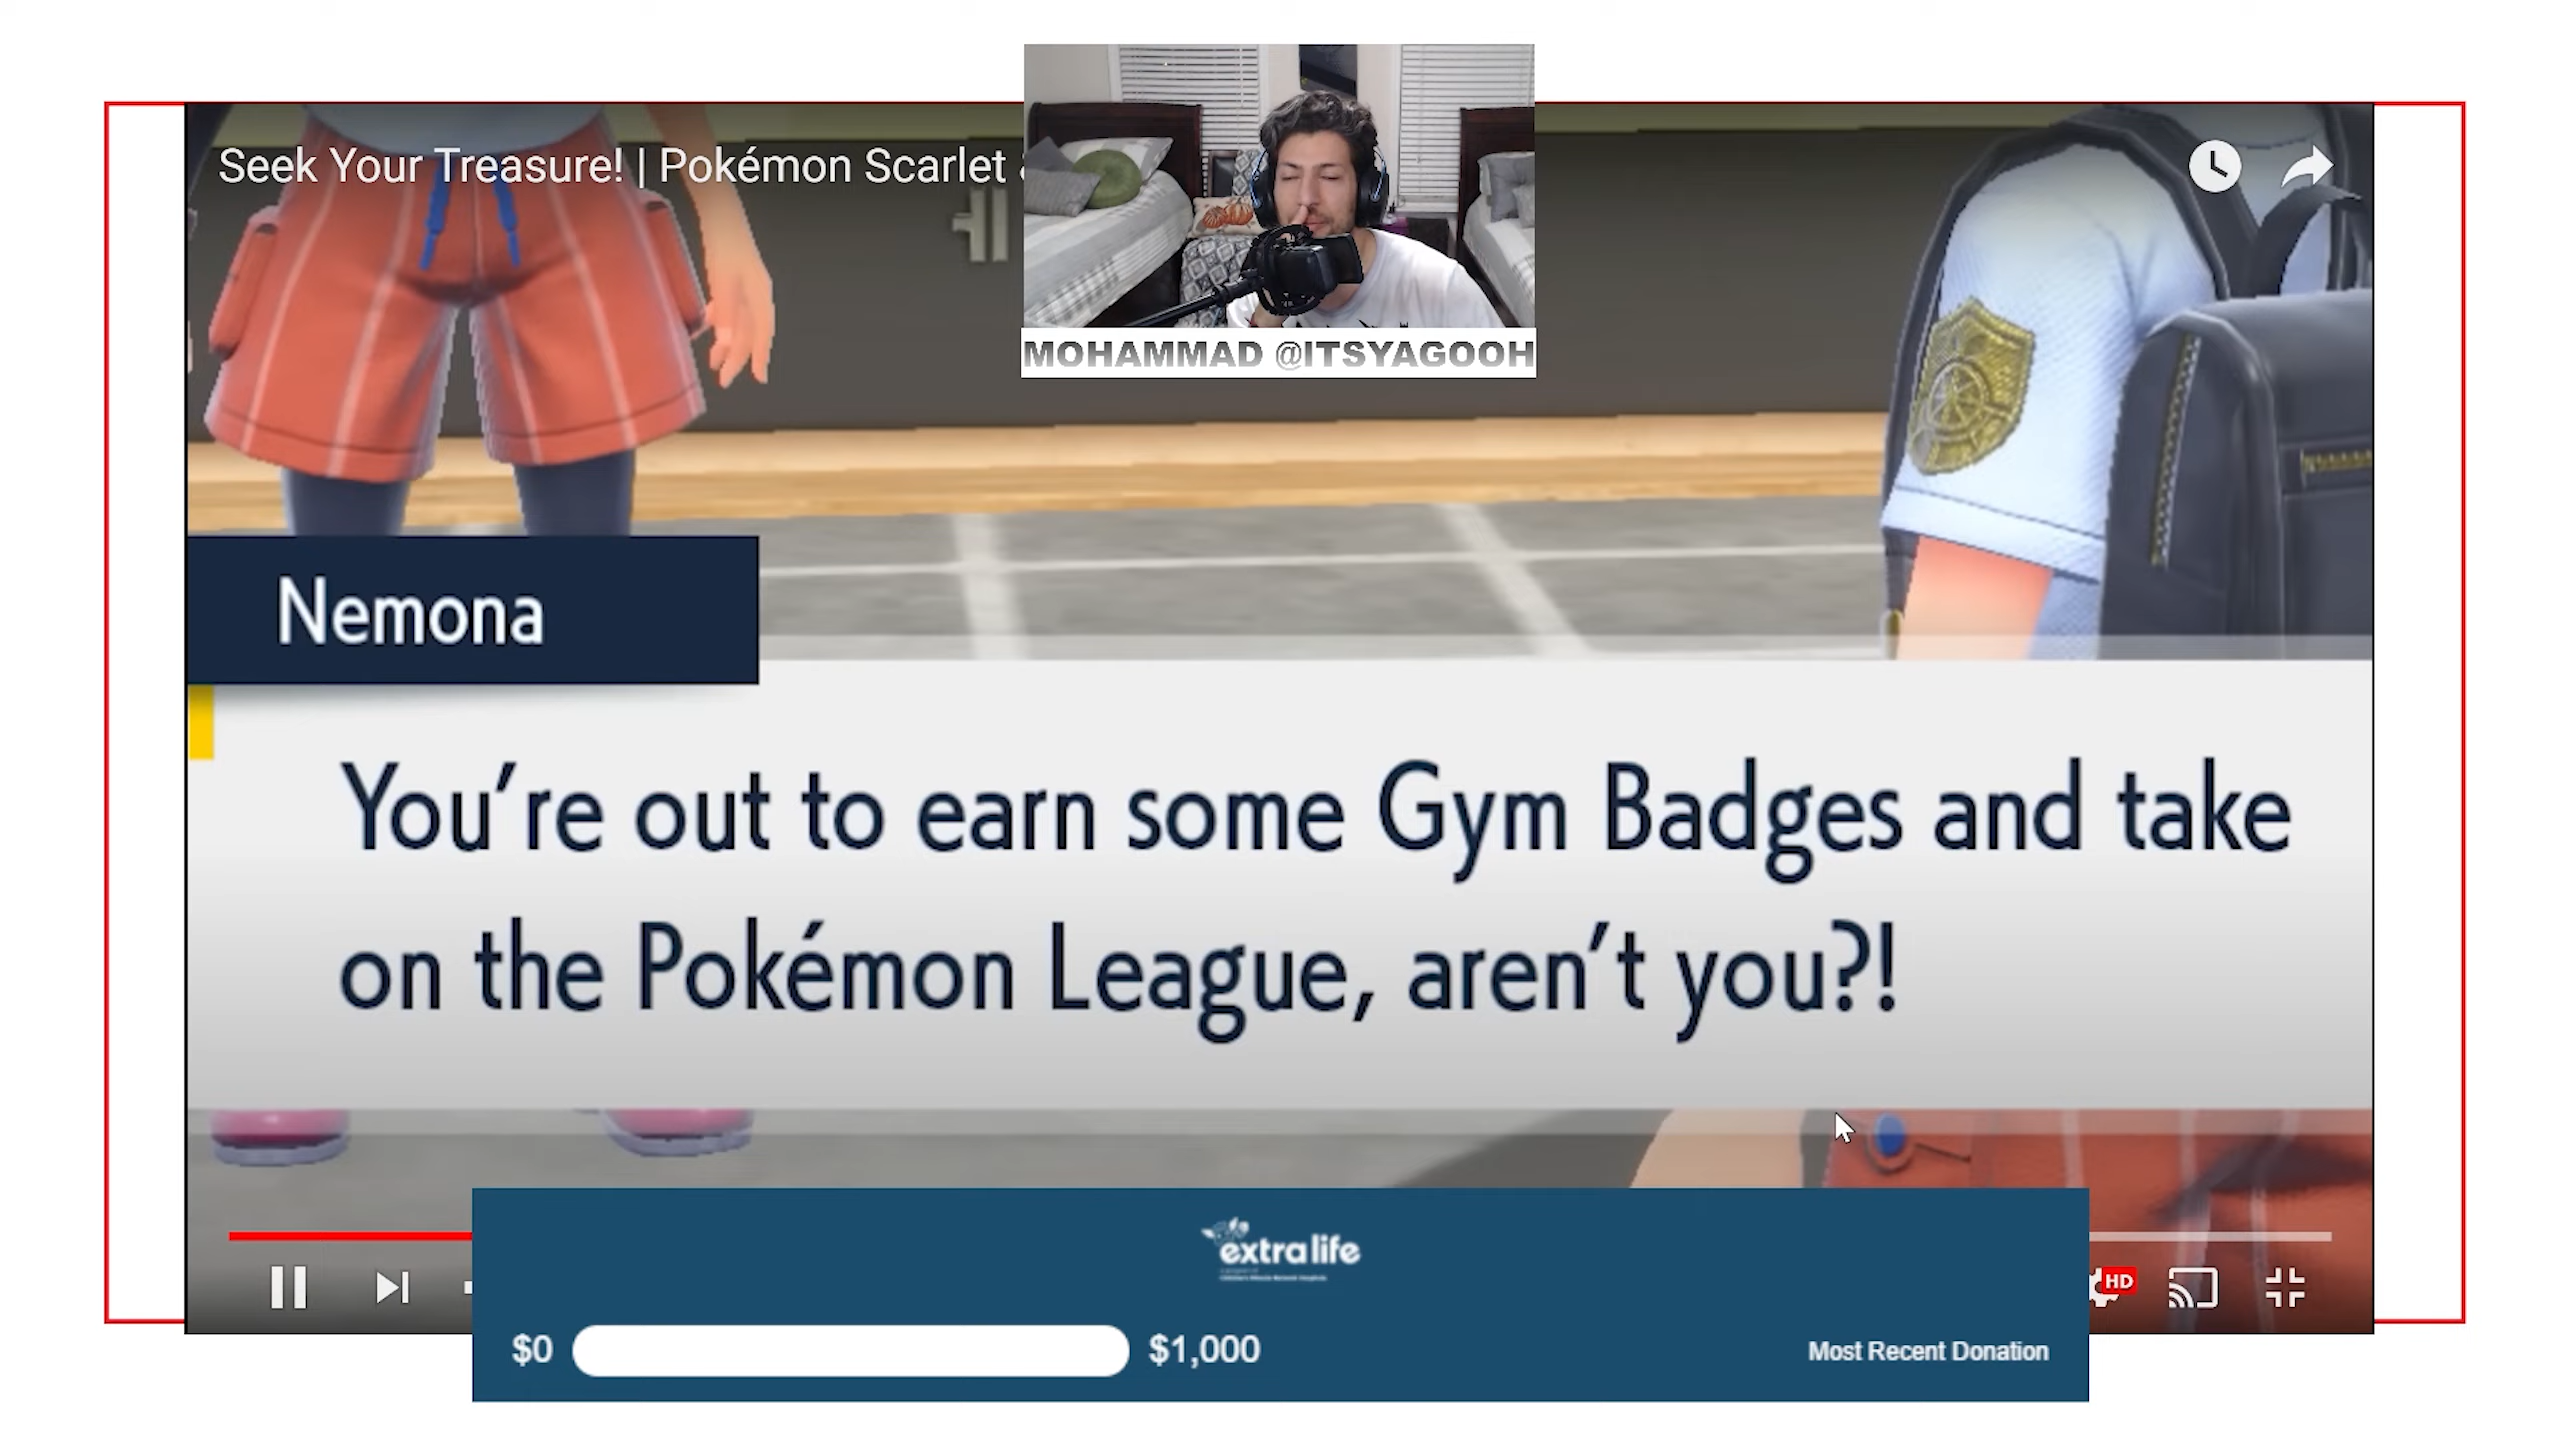 Seek Your Treasure! | Pokémon Scarlet
MOHAMMAD @ITSYAGOOH
Nemona
You're out to earn some Gym Badges and take
on the Pokémon League, aren't you?!
extra life
HD
$0
$1,000
Most Recent Donation